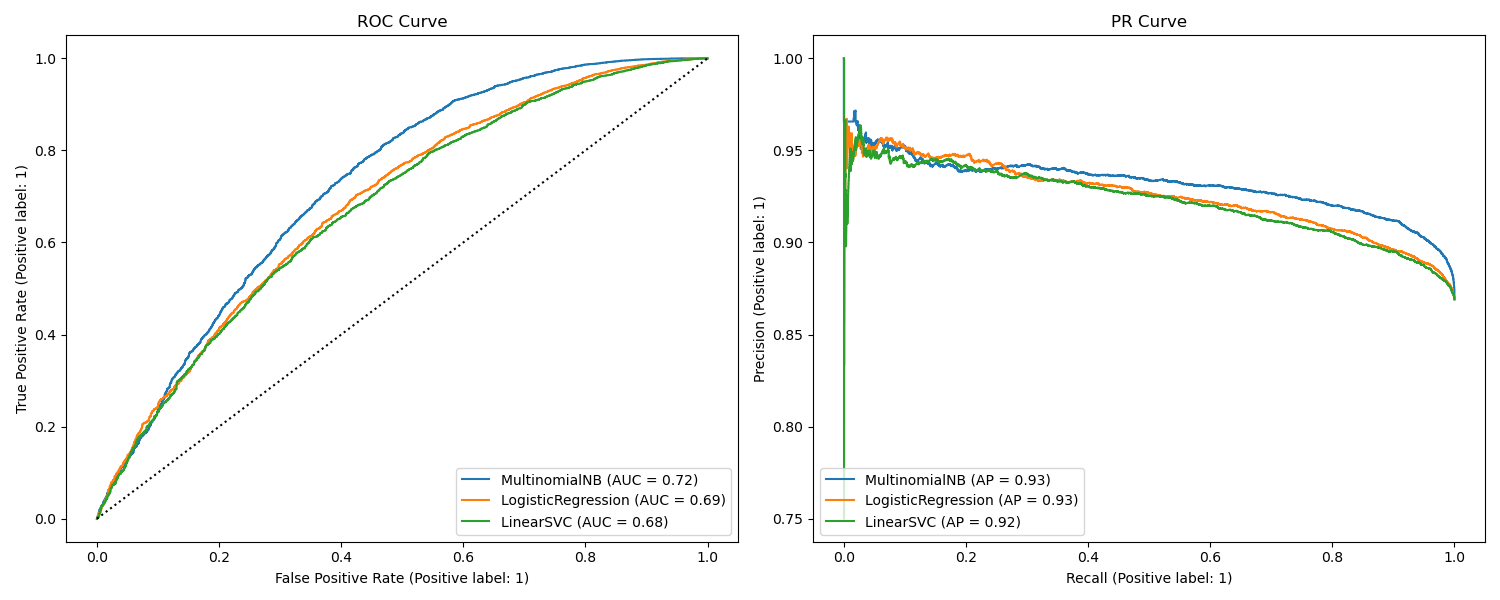 ROC Curve
1.0
0.8
0.6
0.4
0.2
0.0
True Positive Rate (Positive label: 1)
MultinomialNB (AUC = 0.72)
LogisticRegression (AUC = 0.69)
LinearSVC (AUC = 0.68)
0.0 0.2 0.4 0.6 0.8 1.0
False Positive Rate (Positive label: 1)
PR Curve
1.00
0.95
0.90
0.85
0.80
0.75
Precision (Positive label: 1)
MultinomialNB (AP = 0.93)
LogisticRegression (AP = 0.93)
LinearSVC (AP = 0.92)
0.0 0.2 0.4 0.6 0.8 1.0
Recall (Positive label: 1)